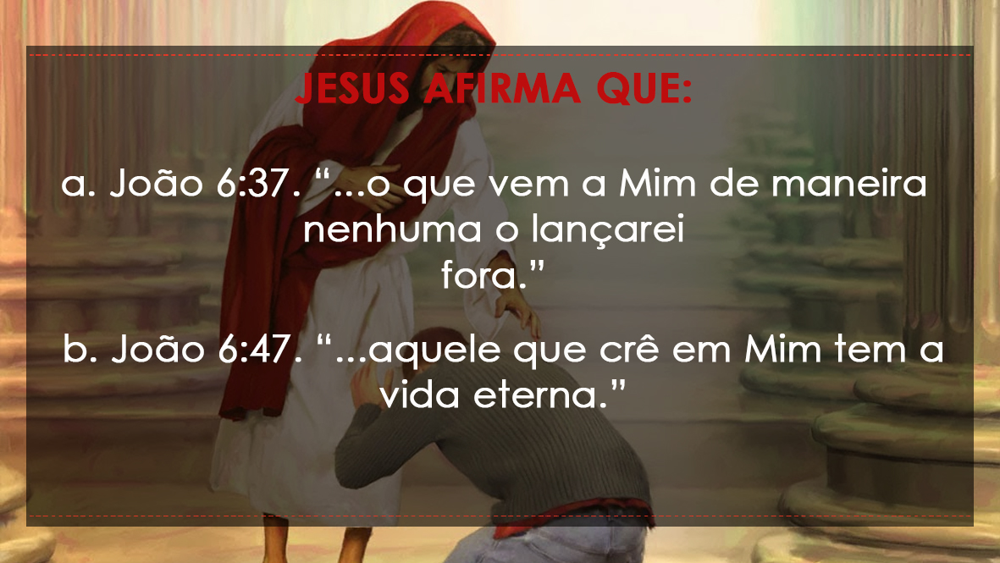 JESUS AFIRMA QUE:
a. João 6:37. “...o que vem a Mim de maneira
nenhuma o lançarei
fora.”
b. João 6:47. “...aquele que crê em Mim tem a
vida eterna.”